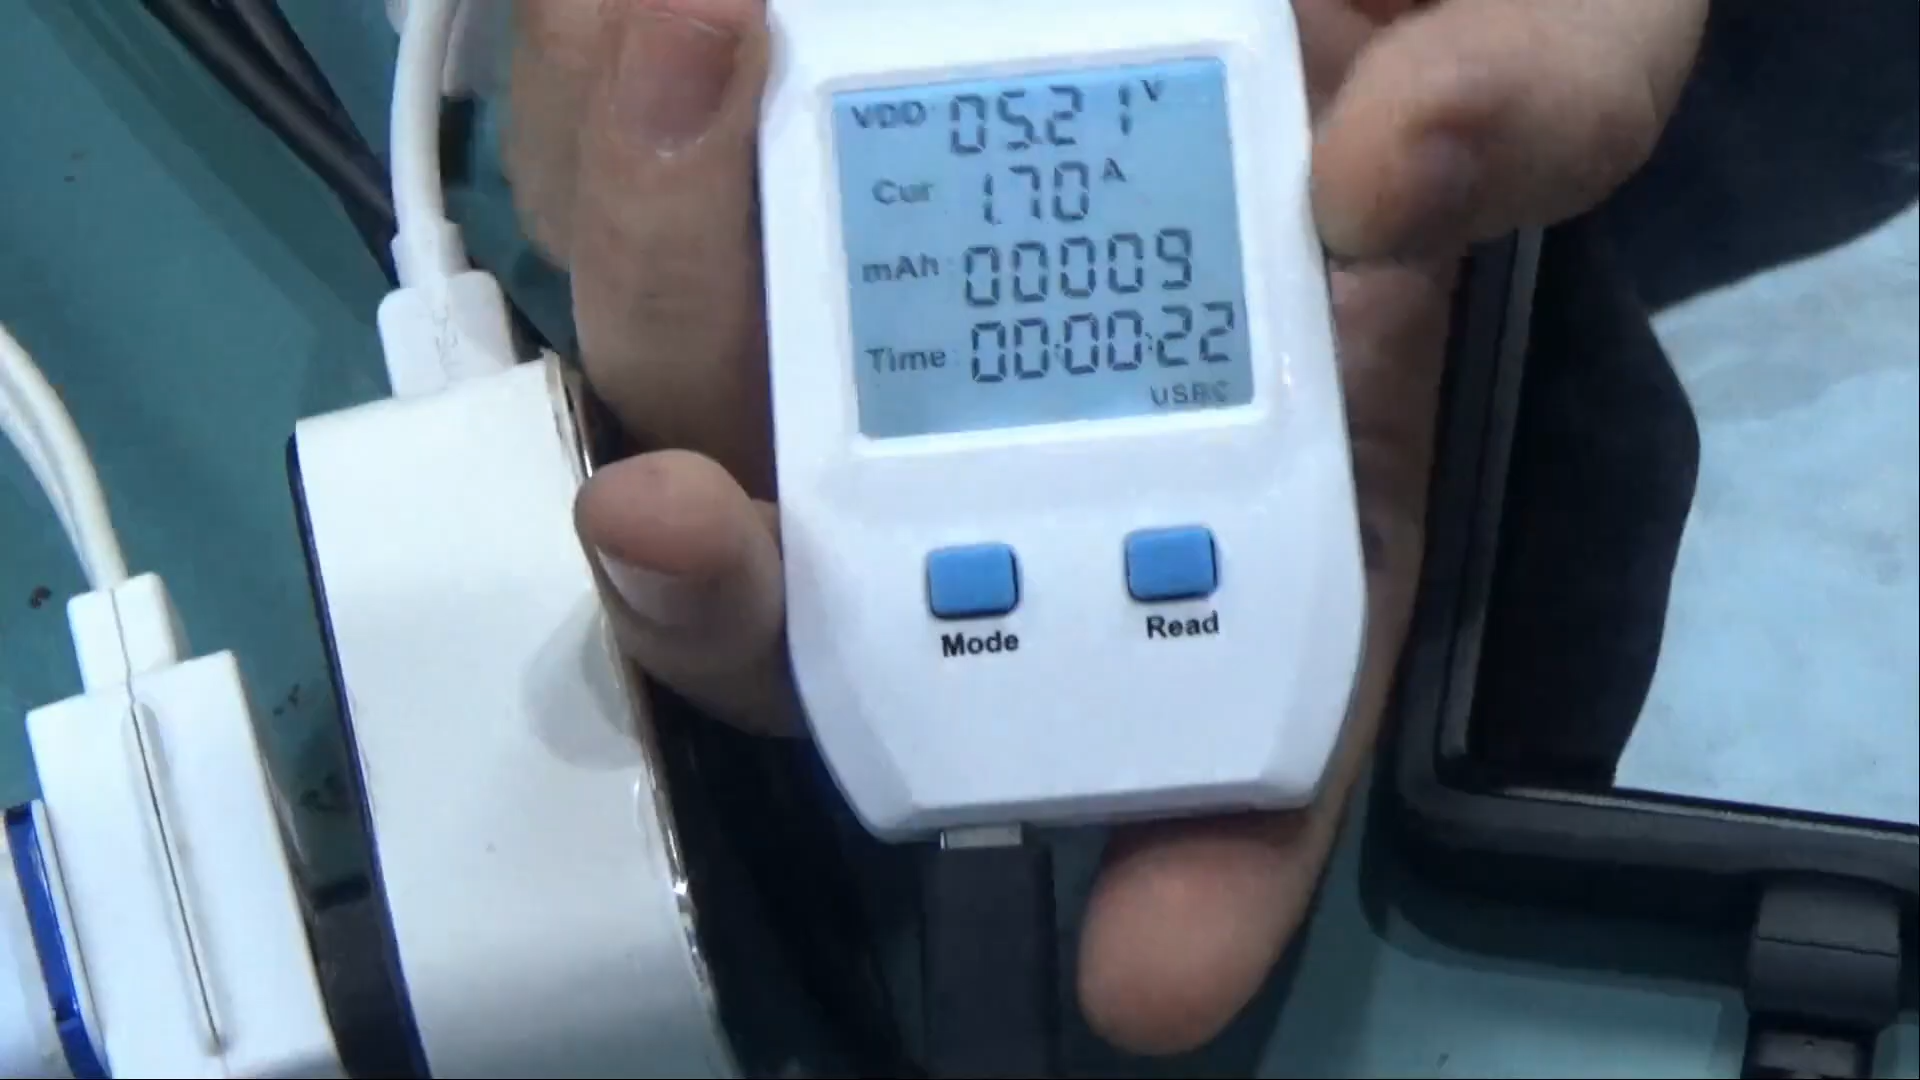 VDD 05.21 V
Cur 1.70 A
mAh 00009
Time 00:00:22
USBC
Mode
Read